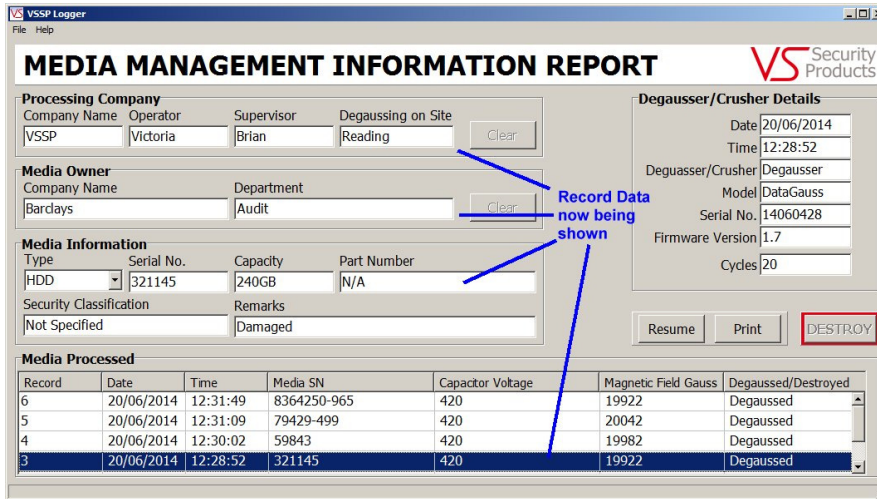 VS VSSP Logger
File Help
MEDIA MANAGEMENT INFORMATION REPORT
VS Security Products
Processing Company
Company Name Operator Supervisor Degaussing on Site
VSSP Victoria Brian Reading Clear
Media Owner
Company Name Department
Barclays Audit Clear
Media Information
Type Serial No. Capacity Part Number
HDD 321145 240GB N/A
Security Classification Remarks
Not Specified Damaged
Record Data
now being
shown
Degausser/Crusher Details
Date 20/06/2014
Time 12:28:52
Deguasser/Crusher Degausser
Model DataGauss
Serial No. 14060428
Firmware Version 1.7
Cycles 20
Resume Print DESTROY
Media Processed
Record Date Time Media SN Capacitor Voltage Magnetic Field Gauss Degaussed/Destroyed
6 20/06/2014 12:31:49 8364250-965 420 19922 Degaussed
5 20/06/2014 12:31:09 79429-499 420 20042 Degaussed
4 20/06/2014 12:30:02 59843 420 19982 Degaussed
3 20/06/2014 12:28:52 321145 420 19922 Degaussed